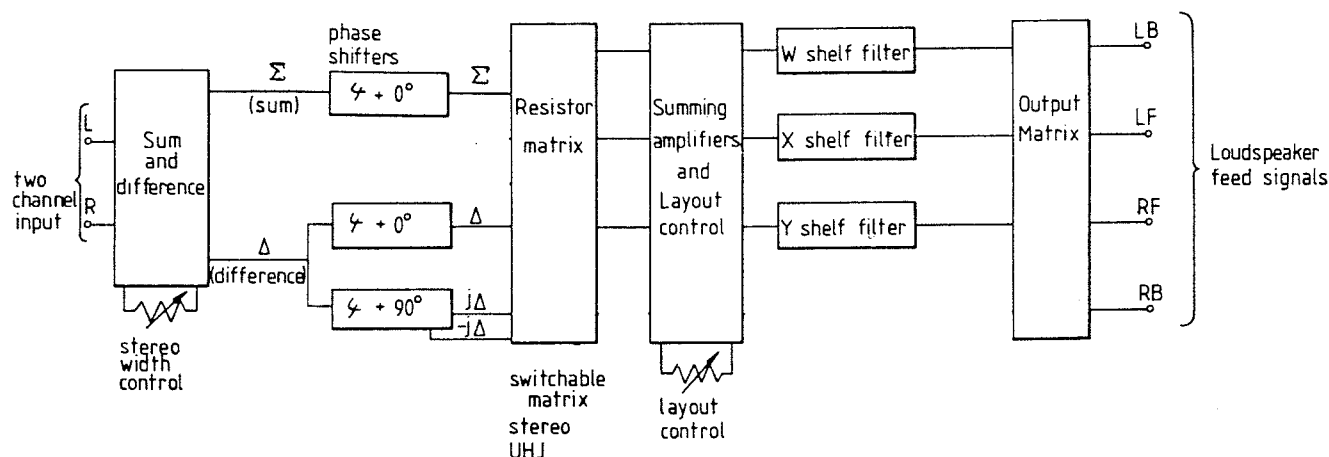 two
channel
input
L
R
Sum
and
difference
stereo
width
control
Σ
(sum)
Δ
(difference)
phase
shifters
φ + 0°
φ + 0°
φ + 90°
Σ
Δ
jΔ
-jΔ
Resistor
matrix
switchable
matrix
stereo
UHJ
Summing
amplifiers
and
Layout
control
layout
control
W shelf filter
X shelf filter
Y shelf filter
Output
Matrix
LB
LF
RF
RB
Loudspeaker
feed signals